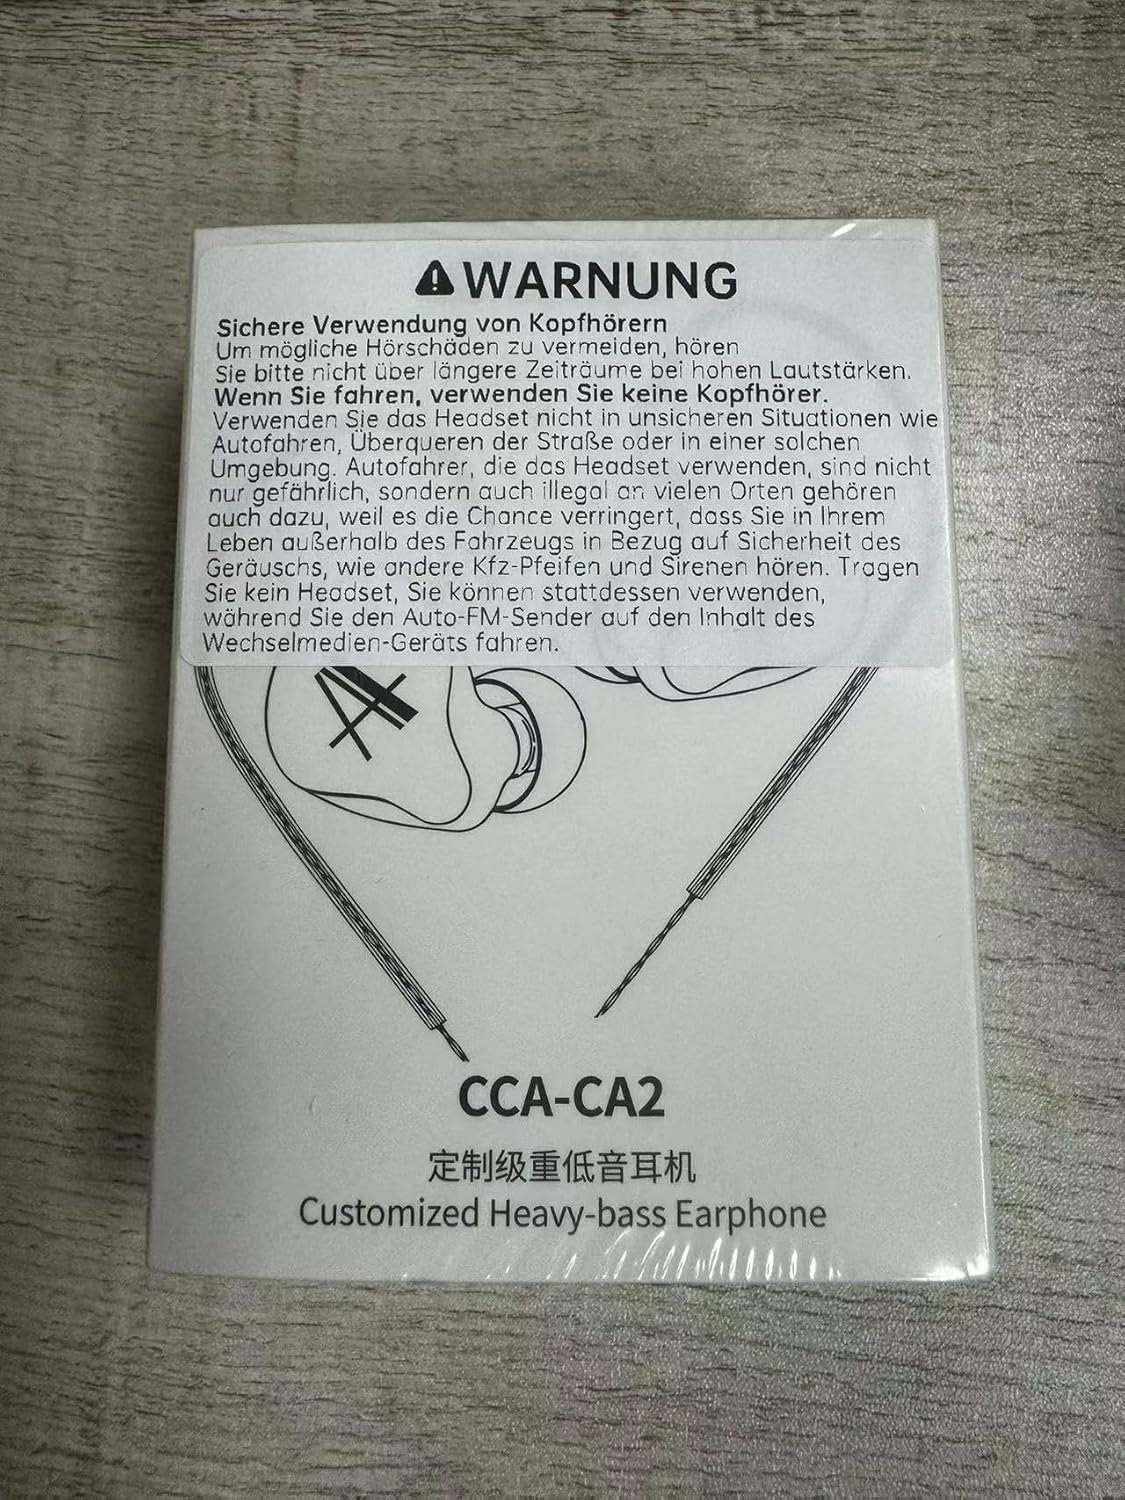 WARNUNG
Sichere Verwendung von Kopfhörern
Um mögliche Hörschäden zu vermeiden, hören
Sie bitte nicht über längere Zeiträume bei hohen Lautstärken.
Wenn Sie fahren, verwenden Sie keine Kopfhörer.
Verwenden Sie das Headset nicht in unsicheren Situationen wie
Autofahren, Überqueren der Straße oder in einer solchen
Umgebung. Autofahrer, die das Headset verwenden, sind nicht
nur gefährlich, sondern auch illegal an vielen Orten gehören
auch dazu, weil es die Chance verringert, dass Sie in Ihrem
Leben außerhalb des Fahrzeugs in Bezug auf Sicherheit des
Geräuschs, wie andere Kfz-Pfeifen und Sirenen hören. Tragen
Sie kein Headset, Sie können stattdessen verwenden,
während Sie den Auto-FM-Sender auf den Inhalt des
Wechselmedien-Geräts fahren.
CCA-CA2
定制级重低音耳机
Customized Heavy-bass Earphone